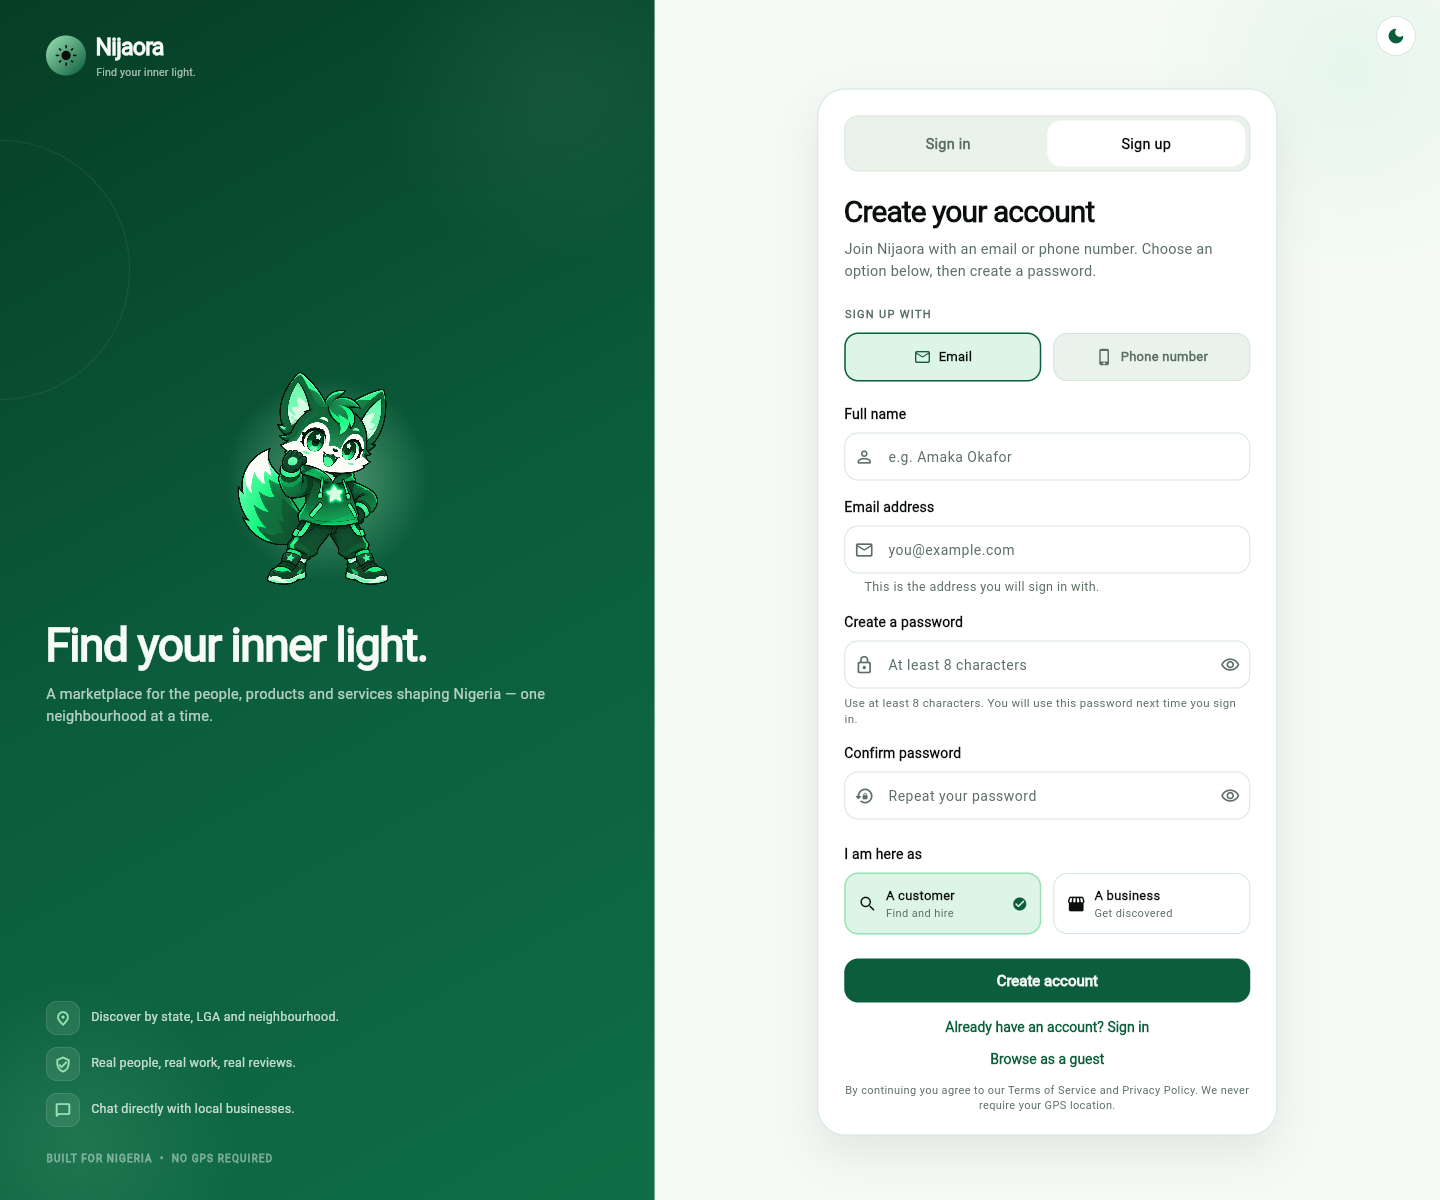 Nijaora
Find your inner light.
Find your inner light.
A marketplace for the people, products and services shaping Nigeria — one
neighbourhood at a time.
Discover by state, LGA and neighbourhood.
Real people, real work, real reviews.
Chat directly with local businesses.
BUILT FOR NIGERIA • NO GPS REQUIRED
Sign in
Sign up
Create your account
Join Nijaora with an email or phone number. Choose an
option below, then create a password.
SIGN UP WITH
Email
Phone number
Full name
e.g. Amaka Okafor
Email address
you@example.com
This is the address you will sign in with.
Create a password
At least 8 characters
Use at least 8 characters. You will use this password next time you sign
in.
Confirm password
Repeat your password
I am here as
A customer
Find and hire
A business
Get discovered
Create account
Already have an account? Sign in
Browse as a guest
By continuing you agree to our Terms of Service and Privacy Policy. We never
require your GPS location.